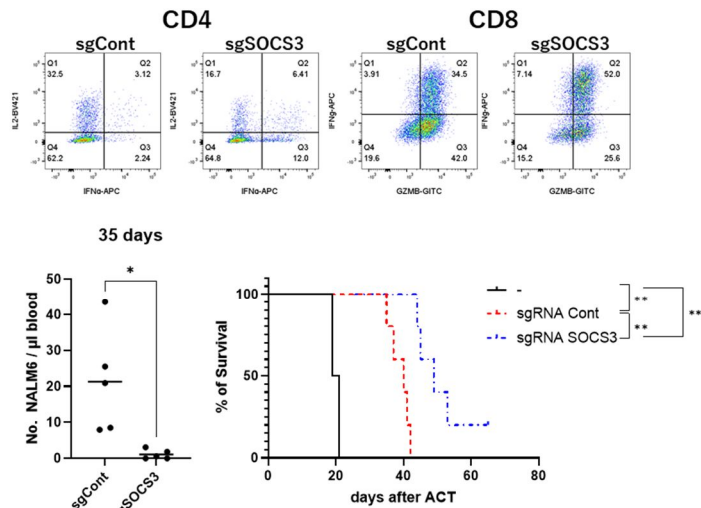 CD4 CD8
sgCont sgSOCS3 sgCont sgSOCS3
Q1 Q2 Q1 Q2 Q1 Q2 Q1 Q2
32.5 3.12 16.7 6.41 3.91 34.5 7.14 52.0
IL2-BV421 IL2-BV421 IFNg-APC IFNg-APC
Q4 Q3 Q4 Q3 Q4 Q3 Q4 Q3
62.2 2.24 64.8 12.0 19.6 42.0 15.2 25.6
IFNα-APC IFNα-APC GZMB-GITC GZMB-GITC
35 days
*
No. NALM6 / µl blood
50
40
30
20
10
0
sgCont
sgSOCS3
% of Survival
100
50
0
0 20 40 60 80
days after ACT
-
sgRNA Cont
sgRNA SOCS3
**
**
**